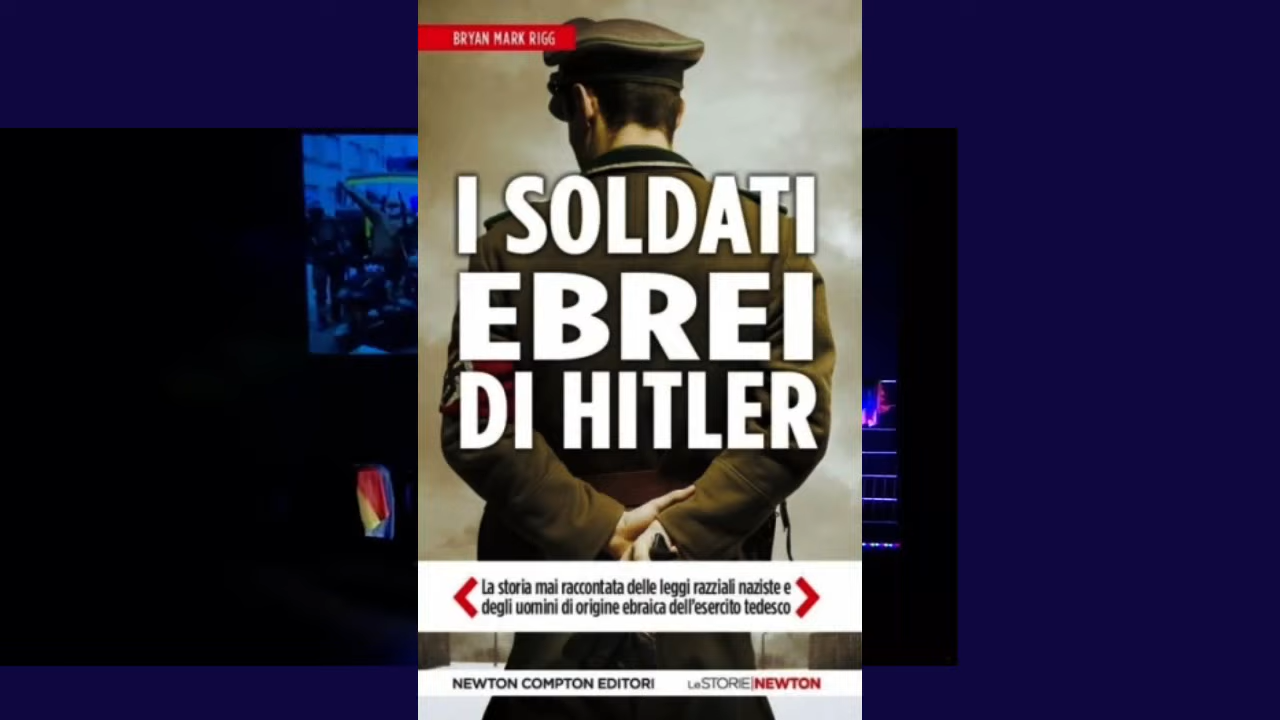 BRYAN MARK RIGG
I SOLDATI
EBREI
DI HITLER
La storia mai raccontata delle leggi razziali naziste e
degli uomini di origine ebraica dell'esercito tedesco
NEWTON COMPTON EDITORI
LeSTORIE|NEWTON